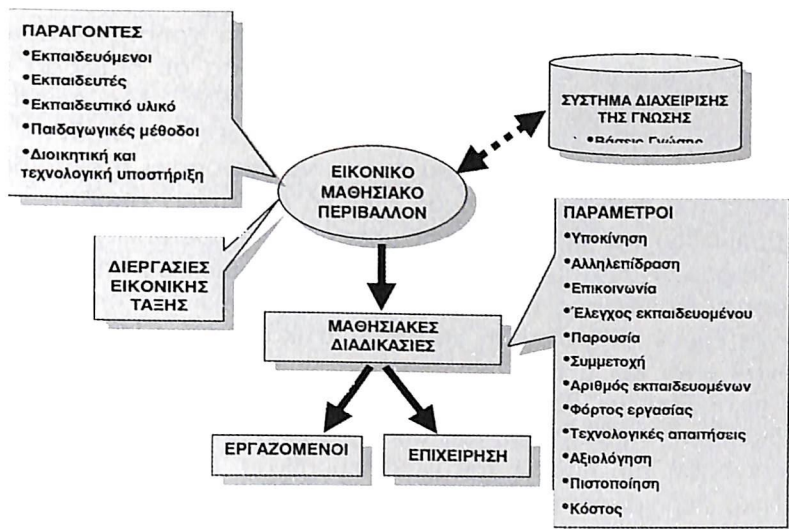 ΠΑΡΑΓΟΝΤΕΣ
•Εκπαιδευόμενοι
•Εκπαιδευτές
•Εκπαιδευτικό υλικό
•Παιδαγωγικές μέθοδοι
•Διοικητική και
τεχνολογική υποστήριξη
ΣΥΣΤΗΜΑ ΔΙΑΧΕΙΡΙΣΗΣ
ΤΗΣ ΓΝΩΣΗΣ
•Βάσεις Γνώσης
ΕΙΚΟΝΙΚΟ
ΜΑΘΗΣΙΑΚΟ
ΠΕΡΙΒΑΛΛΟΝ
ΔΙΕΡΓΑΣΙΕΣ
ΕΙΚΟΝΙΚΗΣ
ΤΑΞΗΣ
ΜΑΘΗΣΙΑΚΕΣ
ΔΙΑΔΙΚΑΣΙΕΣ
ΕΡΓΑΖΟΜΕΝΟΙ
ΕΠΙΧΕΙΡΗΣΗ
ΠΑΡΑΜΕΤΡΟΙ
•Υποκίνηση
•Αλληλεπίδραση
•Επικοινωνία
•Έλεγχος εκπαιδευομένου
•Παρουσία
•Συμμετοχή
•Αριθμός εκπαιδευομένων
•Φόρτος εργασίας
•Τεχνολογικές απαιτήσεις
•Αξιολόγηση
•Πιστοποίηση
•Κόστος